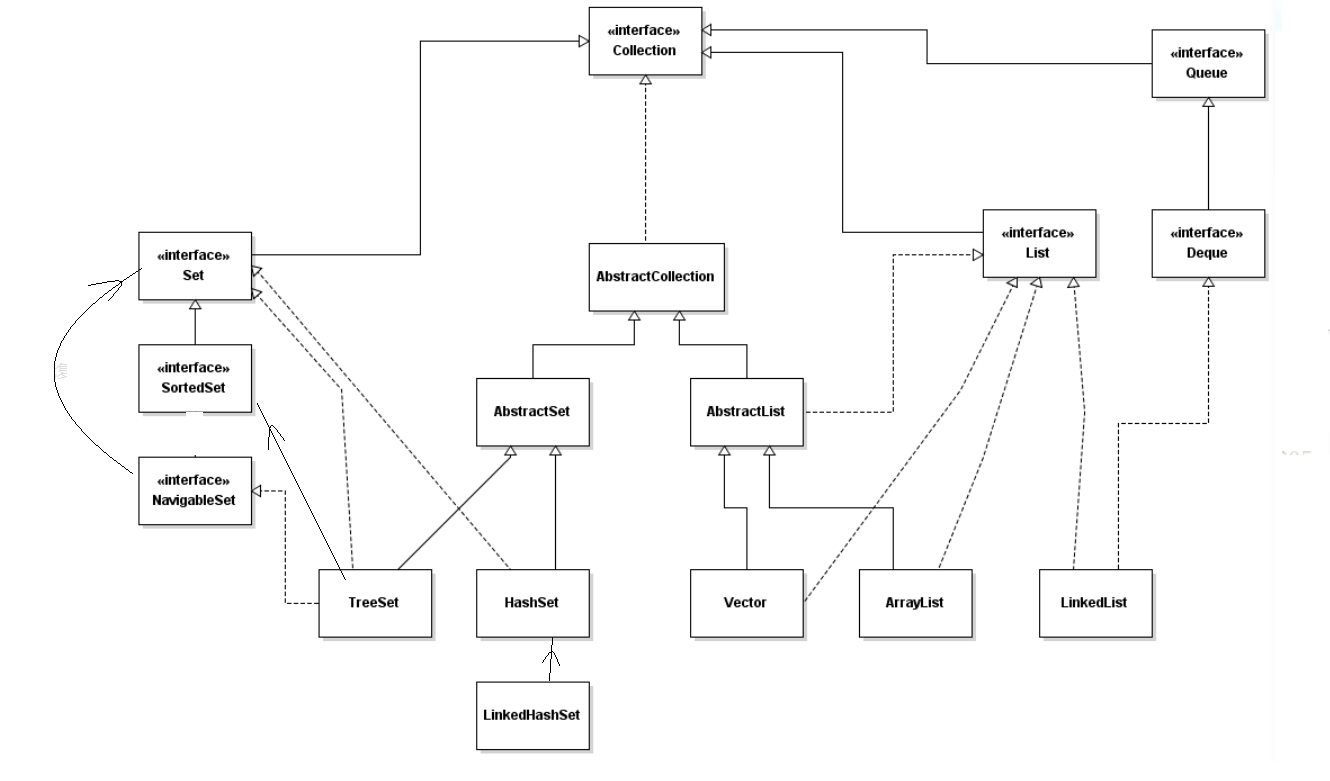 «interface»
Collection
«interface»
Queue
«interface»
Set
AbstractCollection
«interface»
List
«interface»
Deque
«interface»
SortedSet
AbstractSet
AbstractList
«interface»
NavigableSet
TreeSet
HashSet
Vector
ArrayList
LinkedList
LinkedHashSet